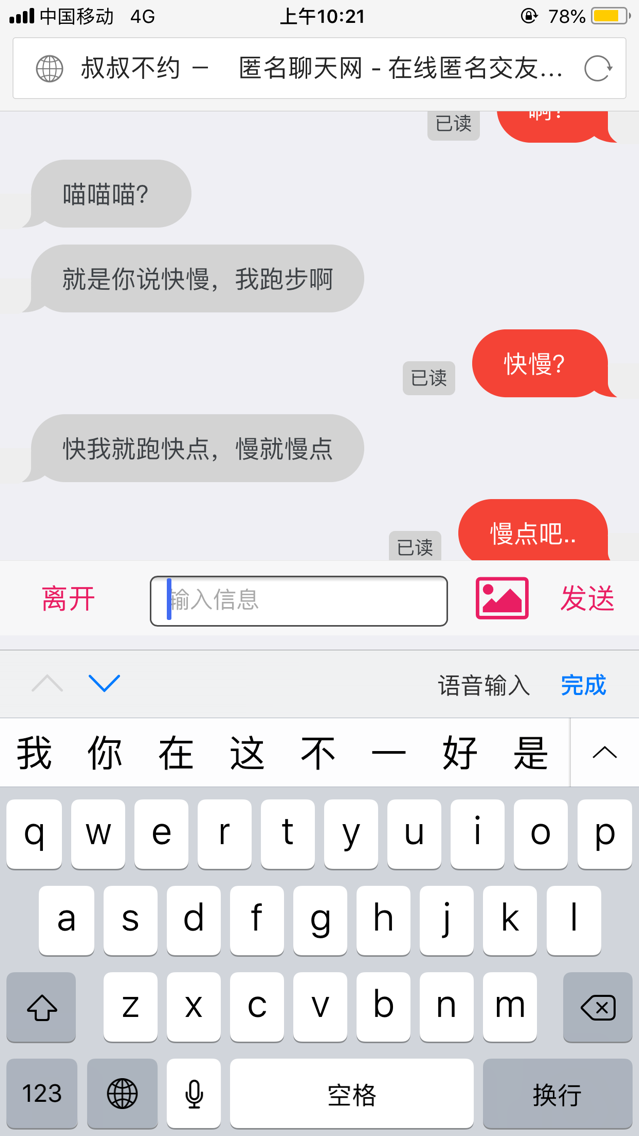 中国移动 4G 上午10:21 78%
叔叔不约 － 匿名聊天网 - 在线匿名交友...
啊?
已读
喵喵喵?
就是你说快慢，我跑步啊
快慢?
已读
快我就跑快点，慢就慢点
慢点吧..
已读
离开 输入信息 发送
语音输入 完成
我 你 在 这 不 一 好 是
q w e r t y u i o p
a s d f g h j k l
z x c v b n m
123 空格 换行